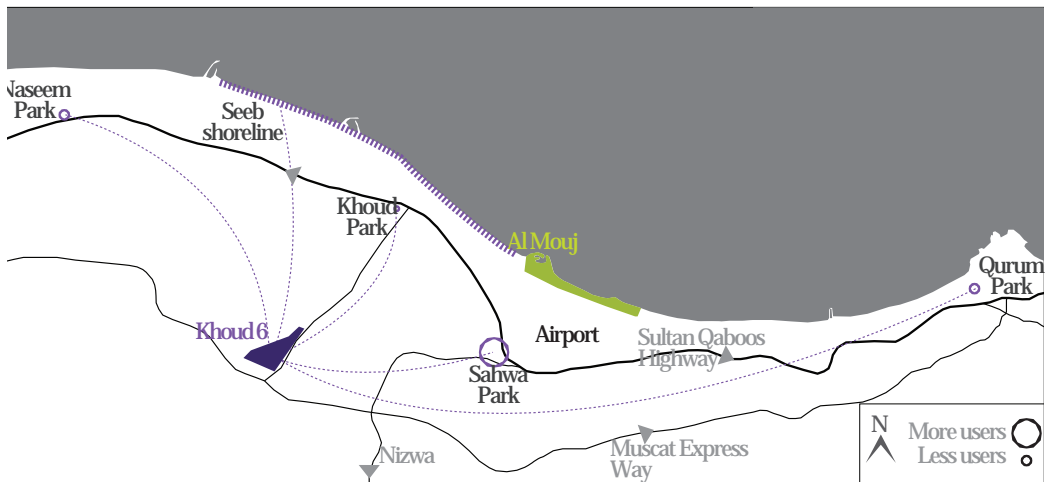 Naseem
Park
Seeb
shoreline
Khoud
Park
Al Mouj
Qurum
Park
Khoud 6
Airport
Sultan Qaboos
Highway
Sahwa
Park
Nizwa
Muscat Express
Way
N
More users
Less users